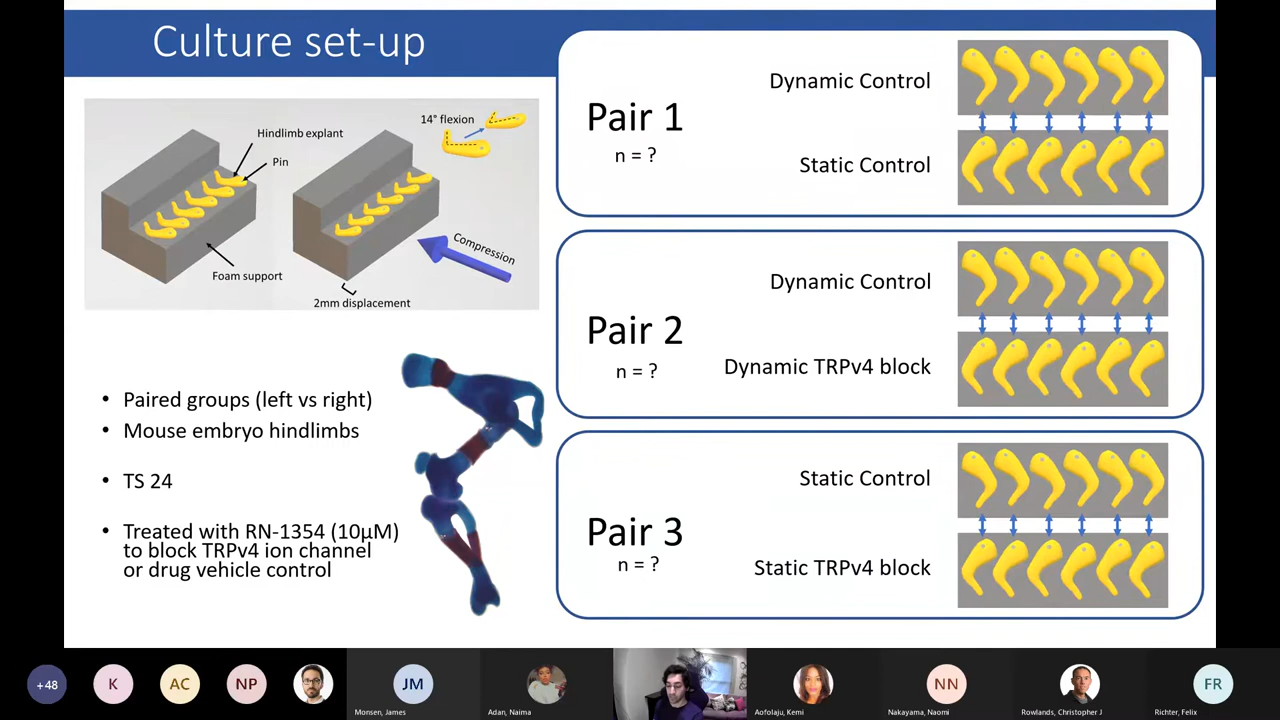 Culture set-up
14° flexion
Hindlimb explant
Pin
Foam support
Compression
2mm displacement
• Paired groups (left vs right)
• Mouse embryo hindlimbs
• TS 24
• Treated with RN-1354 (10µM)
to block TRPv4 ion channel
or drug vehicle control
Pair 1
n = ?
Dynamic Control
Static Control
Pair 2
n = ?
Dynamic Control
Dynamic TRPv4 block
Pair 3
n = ?
Static Control
Static TRPv4 block
+48
K
AC
NP
JM
Monsen, James
Adan, Naima
Aofolaju, Kemi
NN
Nakayama, Naomi
Rowlands, Christopher J
FR
Richter, Felix